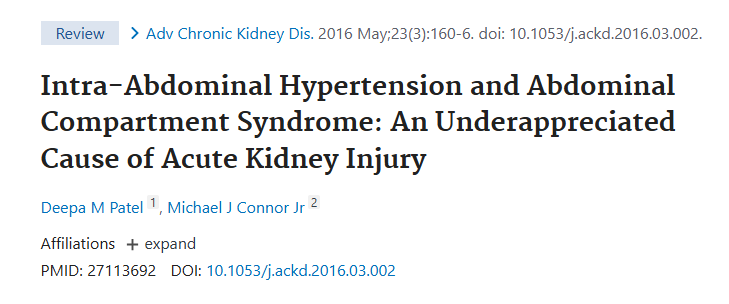 Review > Adv Chronic Kidney Dis. 2016 May;23(3):160-6. doi: 10.1053/j.ackd.2016.03.002.
Intra-Abdominal Hypertension and Abdominal
Compartment Syndrome: An Underappreciated
Cause of Acute Kidney Injury
Deepa M Patel 1, Michael J Connor Jr 2
Affiliations + expand
PMID: 27113692 DOI: 10.1053/j.ackd.2016.03.002